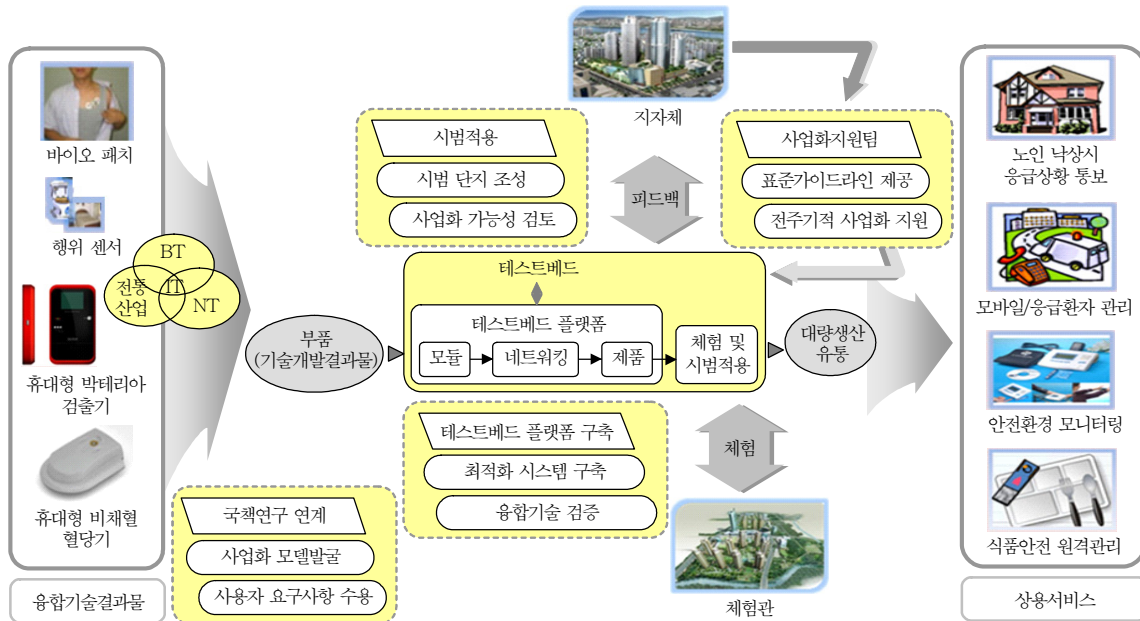 바이오 패치
행위 센서
BT
전통
산업
IT
NT
휴대형 박테리아
검출기
휴대형 비채혈
혈당기
융합기술결과물
지자체
시범적용
시범 단지 조성
사업화 가능성 검토
피드백
사업화지원팀
표준가이드라인 제공
전주기적 사업화 지원
부품
(기술개발결과물)
테스트베드
테스트베드 플랫폼
모듈
네트워킹
제품
체험 및
시범적용
대량생산
유통
테스트베드 플랫폼 구축
최적화 시스템 구축
융합기술 검증
체험
체험관
국책연구 연계
사업화 모델발굴
사용자 요구사항 수용
노인 낙상시
응급상황 통보
모바일/응급환자 관리
안전환경 모니터링
식품안전 원격관리
상용서비스